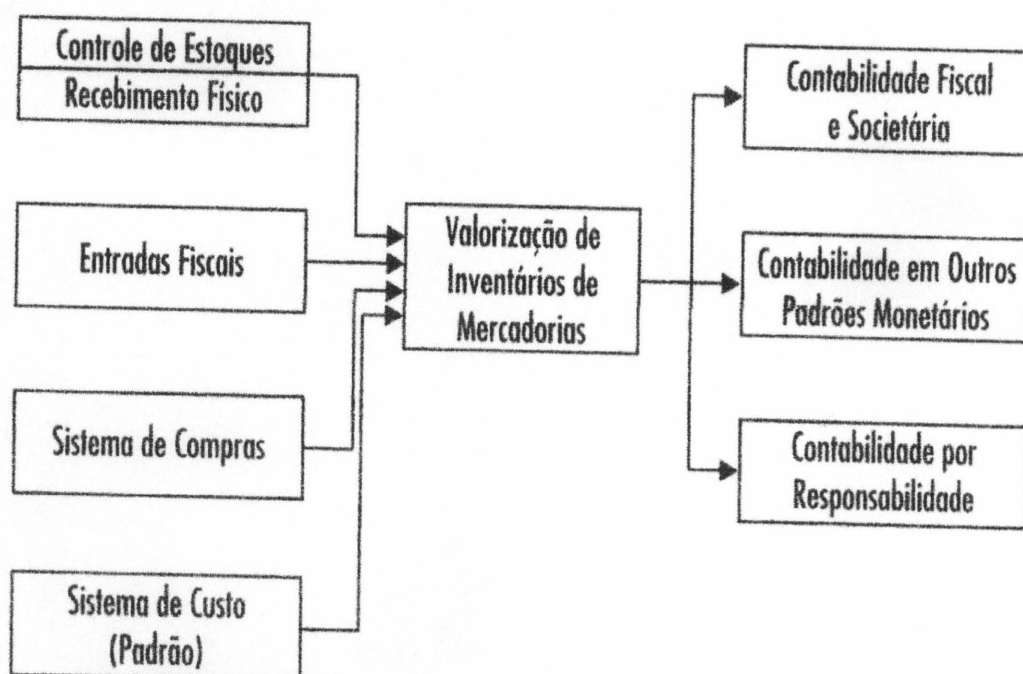 Controle de Estoques
Recebimento Físico
Entradas Fiscais
Sistema de Compras
Sistema de Custo
(Padrão)
Valorização de
Inventários de
Mercadorias
Contabilidade Fiscal
e Societária
Contabilidade em Outros
Padrões Monetários
Contabilidade por
Responsabilidade